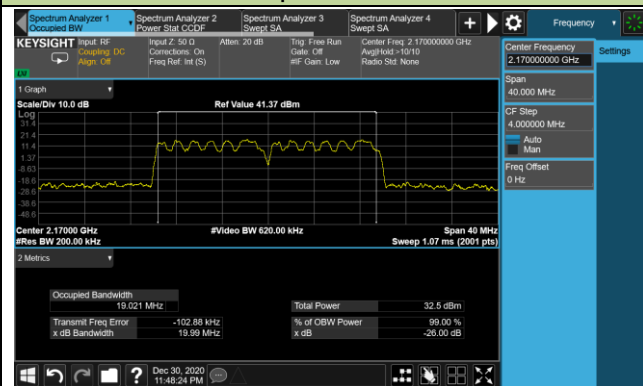 Spectrum Analyzer 1
Occupied BW
Spectrum Analyzer 2
Power Stat CCDF
Spectrum Analyzer 3
Swept SA
Spectrum Analyzer 4
Swept SA
Frequency
KEYSIGHT
Input: RF
Coupling: DC
Align: Off
Input Z: 50 Ω
Corrections: On
Freq Ref: Int (S)
Atten: 20 dB
Trig: Free Run
Gate: Off
#IF Gain: Low
Center Freq: 2.170000000 GHz
Avg|Hold:>10/10
Radio Std: None
Center Frequency
2.170000000 GHz
Settings
Span
40.000 MHz
CF Step
4.000000 MHz
Auto
Man
Freq Offset
0 Hz
1 Graph
Scale/Div 10.0 dB
Ref Value 41.37 dBm
Log
31.4
21.4
11.4
1.37
-8.63
-18.6
-28.6
-38.6
-48.6
Center 2.17000 GHz
#Video BW 620.00 kHz
Span 40 MHz
#Res BW 200.00 kHz
Sweep 1.07 ms (2001 pts)
2 Metrics
Occupied Bandwidth
19.021 MHz
Total Power 32.5 dBm
Transmit Freq Error -102.88 kHz
% of OBW Power 99.00 %
x dB Bandwidth 19.99 MHz
x dB -26.00 dB
Dec 30, 2020
11:48:24 PM